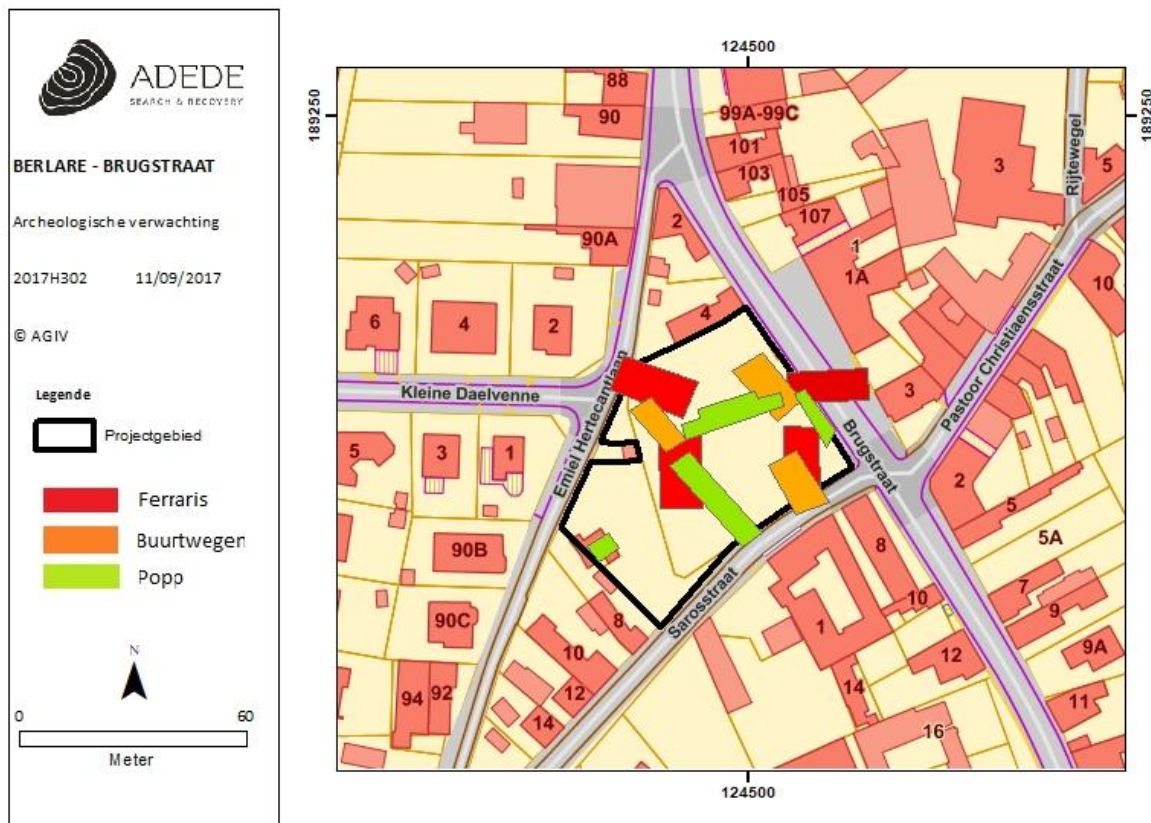 ADEDE
SEARCH & RECOVERY
BERLARE - BRUGSTRAAT
Archeologische verwachting
2017H302 11/09/2017
© AGIV
Legende
Projectgebied
Ferraris
Buurtwegen
Popp
N
0 60
Meter
124500
189250
189250
88
90
99A-99C
101
103
105
107
3
5
Rijtewegel
90A
2
1
1A
10
6
4
2
4
Pastoor Christiaensstraat
Kleine Daelvenne
Emiel Hertecantlaan
3
Brugstraat
5
3
1
2
5
5A
90B
8
7
10
9
Sarosstraat
90C
8
1
9A
10
12
94
92
12
14
11
14
16
124500